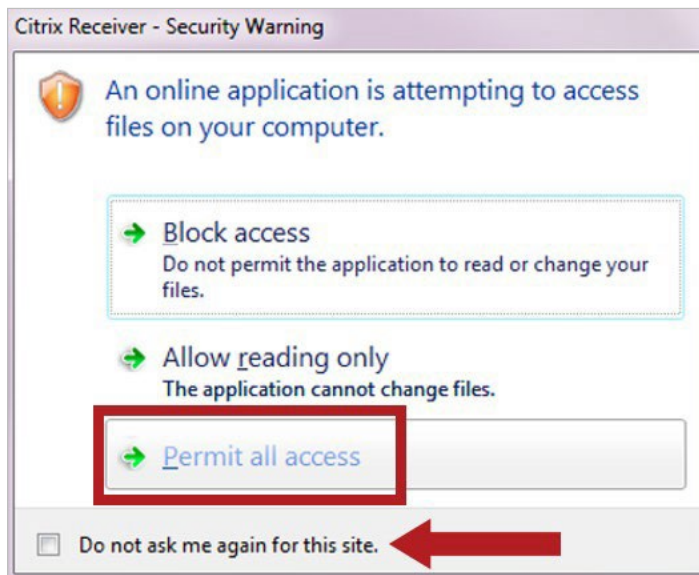 Citrix Receiver - Security Warning
An online application is attempting to access
files on your computer.
Block access
Do not permit the application to read or change your
files.
Allow reading only
The application cannot change files.
Permit all access
Do not ask me again for this site.